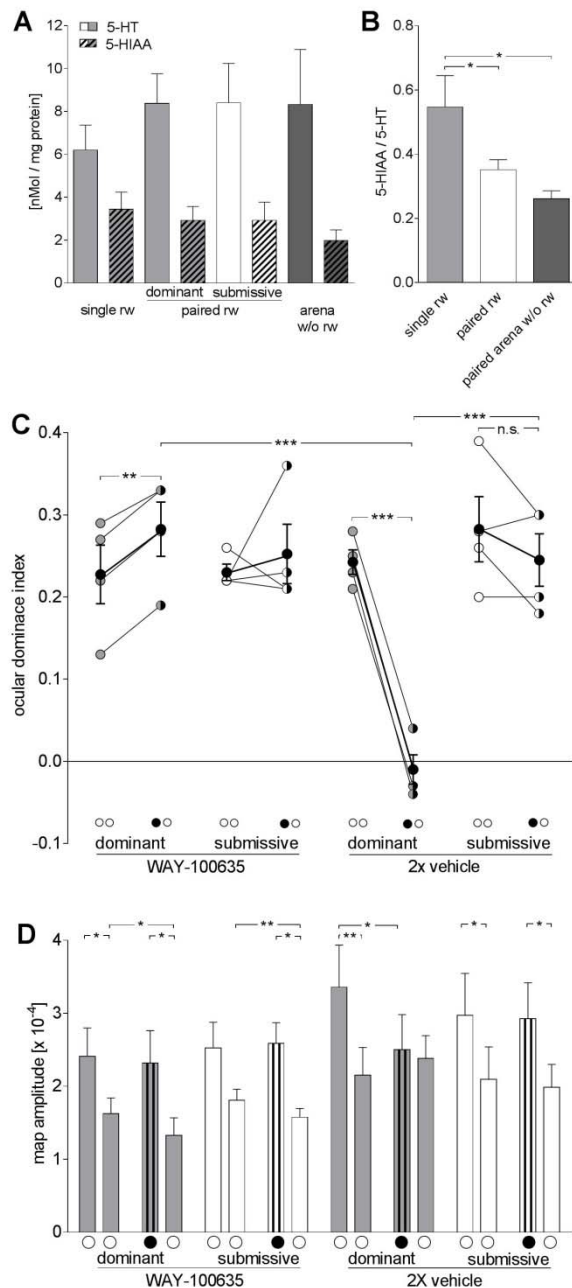 A
B
12
10
8
6
4
2
0
[nMol / mg protein]
5-HT
5-HIAA
dominant submissive
single rw
paired rw
arena
w/o rw
0.8
0.6
0.4
0.2
0.0
5-HIAA / 5-HT
*
*
single rw
paired rw
paired arena w/o rw
C
0.4
0.3
0.2
0.1
0.0
-0.1
ocular dominace index
***
***
n.s.
**
***
dominant
submissive
dominant
submissive
WAY-100635
2x vehicle
D
4
3
2
1
0
map amplitude [x 10-4]
*
**
*
*
*
*
*
**
*
*
dominant
submissive
dominant
submissive
WAY-100635
2X vehicle